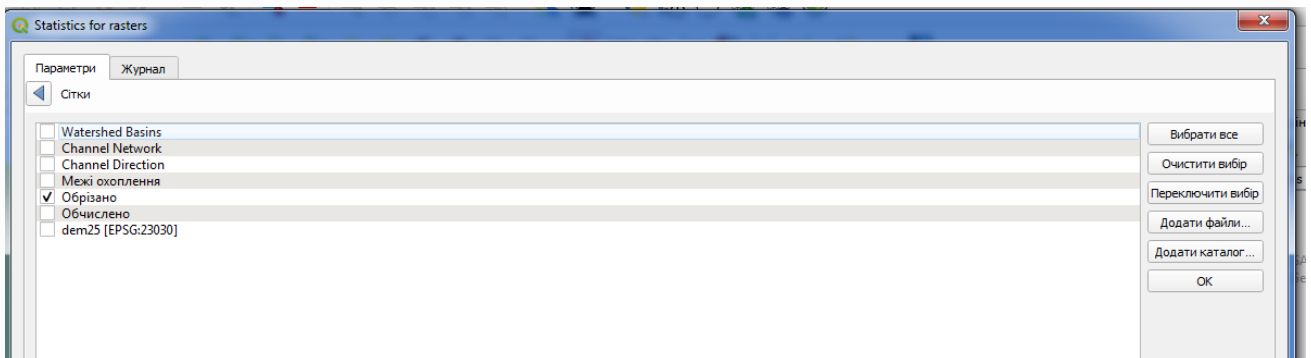 Statistics for rasters
Параметри Журнал
Сітки
Watershed Basins
Channel Network
Channel Direction
Межі охоплення
Обрізано
Обчислено
dem25 [EPSG:23030]
Вибрати все
Очистити вибір
Переключити вибір
Додати файли...
Додати каталог...
OK